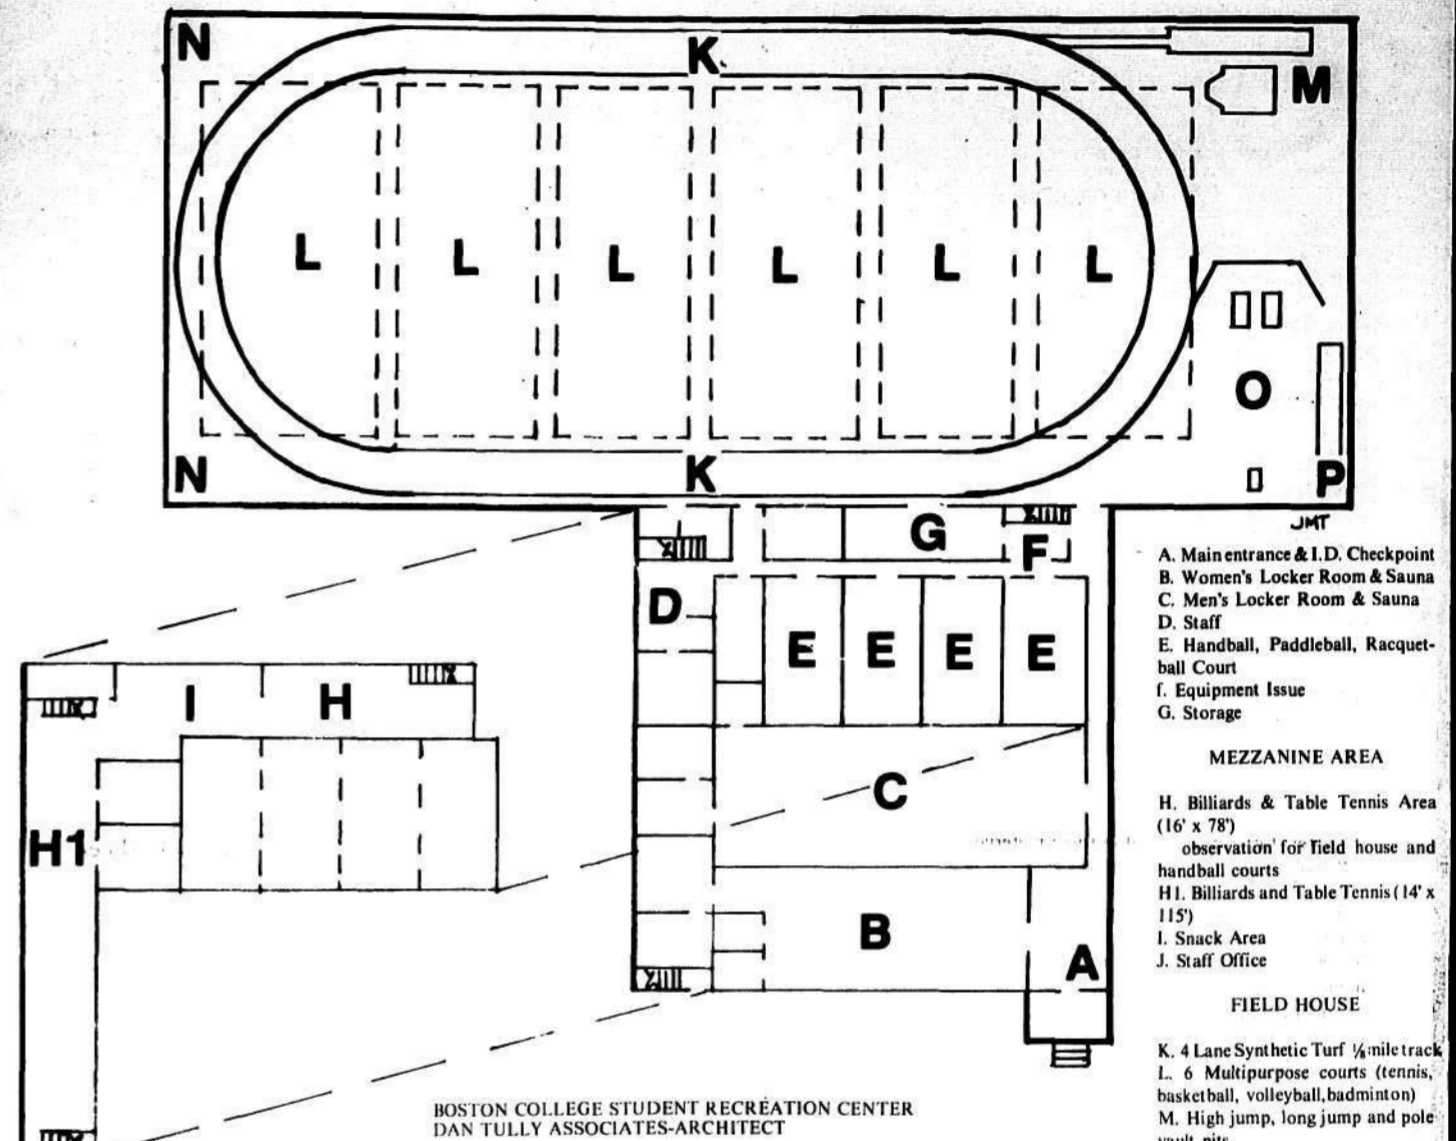 N
K
M
L L L L L L
O
N
K
P
JMT
G
F
D
E E E E
I
H
C
H1
B
A
A. Main entrance & I.D. Checkpoint
B. Women's Locker Room & Sauna
C. Men's Locker Room & Sauna
D. Staff
E. Handball, Paddleball, Racquet-
ball Court
f. Equipment Issue
G. Storage
MEZZANINE AREA
H. Billiards & Table Tennis Area
(16' x 78')
observation for field house and
handball courts
H1. Billiards and Table Tennis (14' x
115')
I. Snack Area
J. Staff Office
FIELD HOUSE
K. 4 Lane Synthetic Turf ⅛ mile track
L. 6 Multipurpose courts (tennis,
basketball, volleyball, badminton)
M. High jump, long jump and pole
vault pits
BOSTON COLLEGE STUDENT RECREATION CENTER
DAN TULLY ASSOCIATES-ARCHITECT